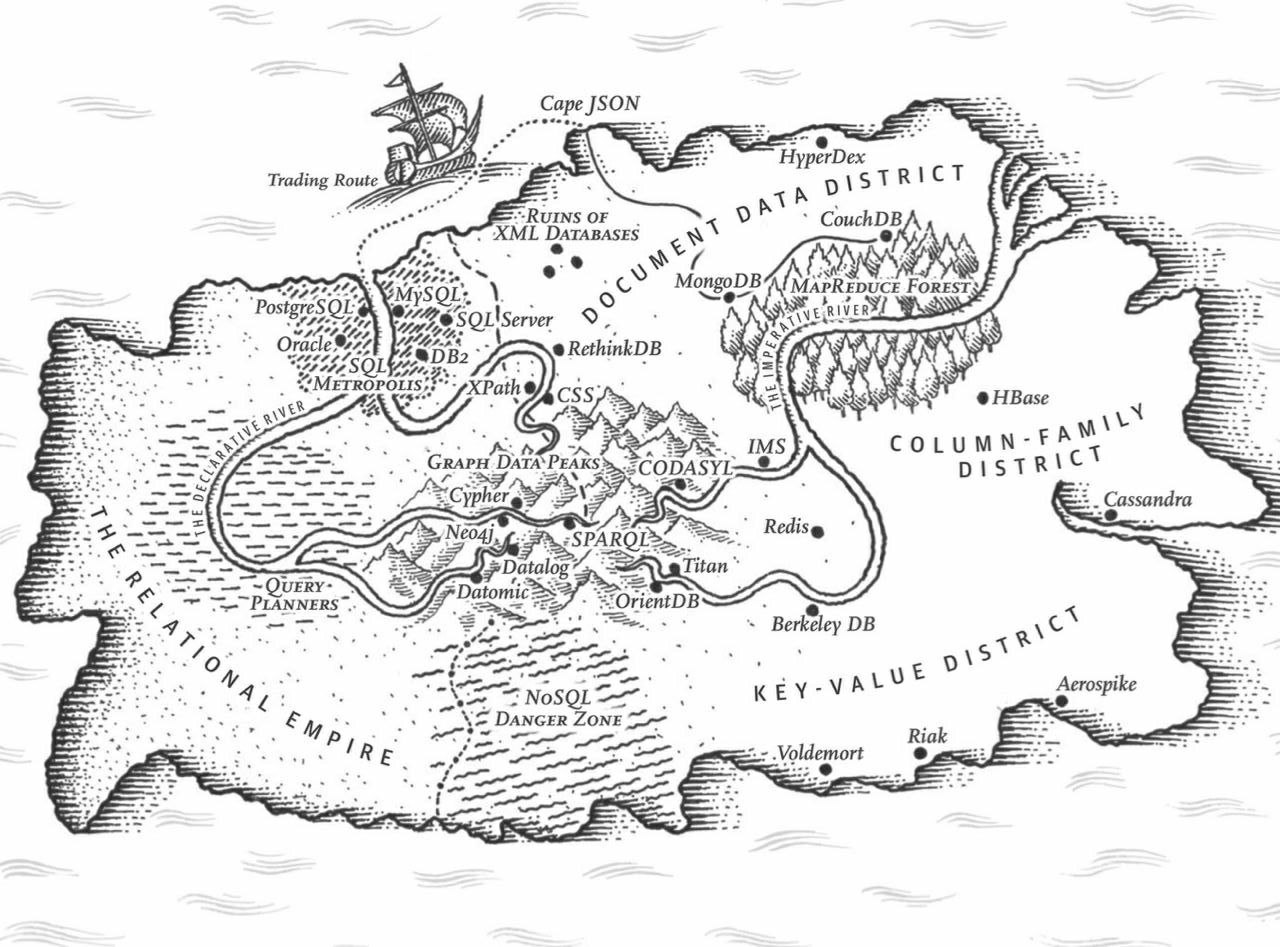 Cape JSON
Trading Route
HyperDex
DOCUMENT DATA DISTRICT
Ruins of
XML Databases
CouchDB
MongoDB
MapReduce Forest
The Imperative River
PostgreSQL
MySQL
SQL Server
Oracle
DB2
SQL
Metropolis
RethinkDB
XPath
CSS
The Declarative River
HBase
COLUMN-FAMILY
DISTRICT
Graph Data Peaks
CODASYL
IMS
Cypher
Neo4j
SPARQL
Datalog
Datomic
Titan
OrientDB
Redis
Cassandra
Query
Planners
Berkeley DB
THE RELATIONAL EMPIRE
NoSQL
Danger Zone
KEY-VALUE DISTRICT
Aerospike
Riak
Voldemort